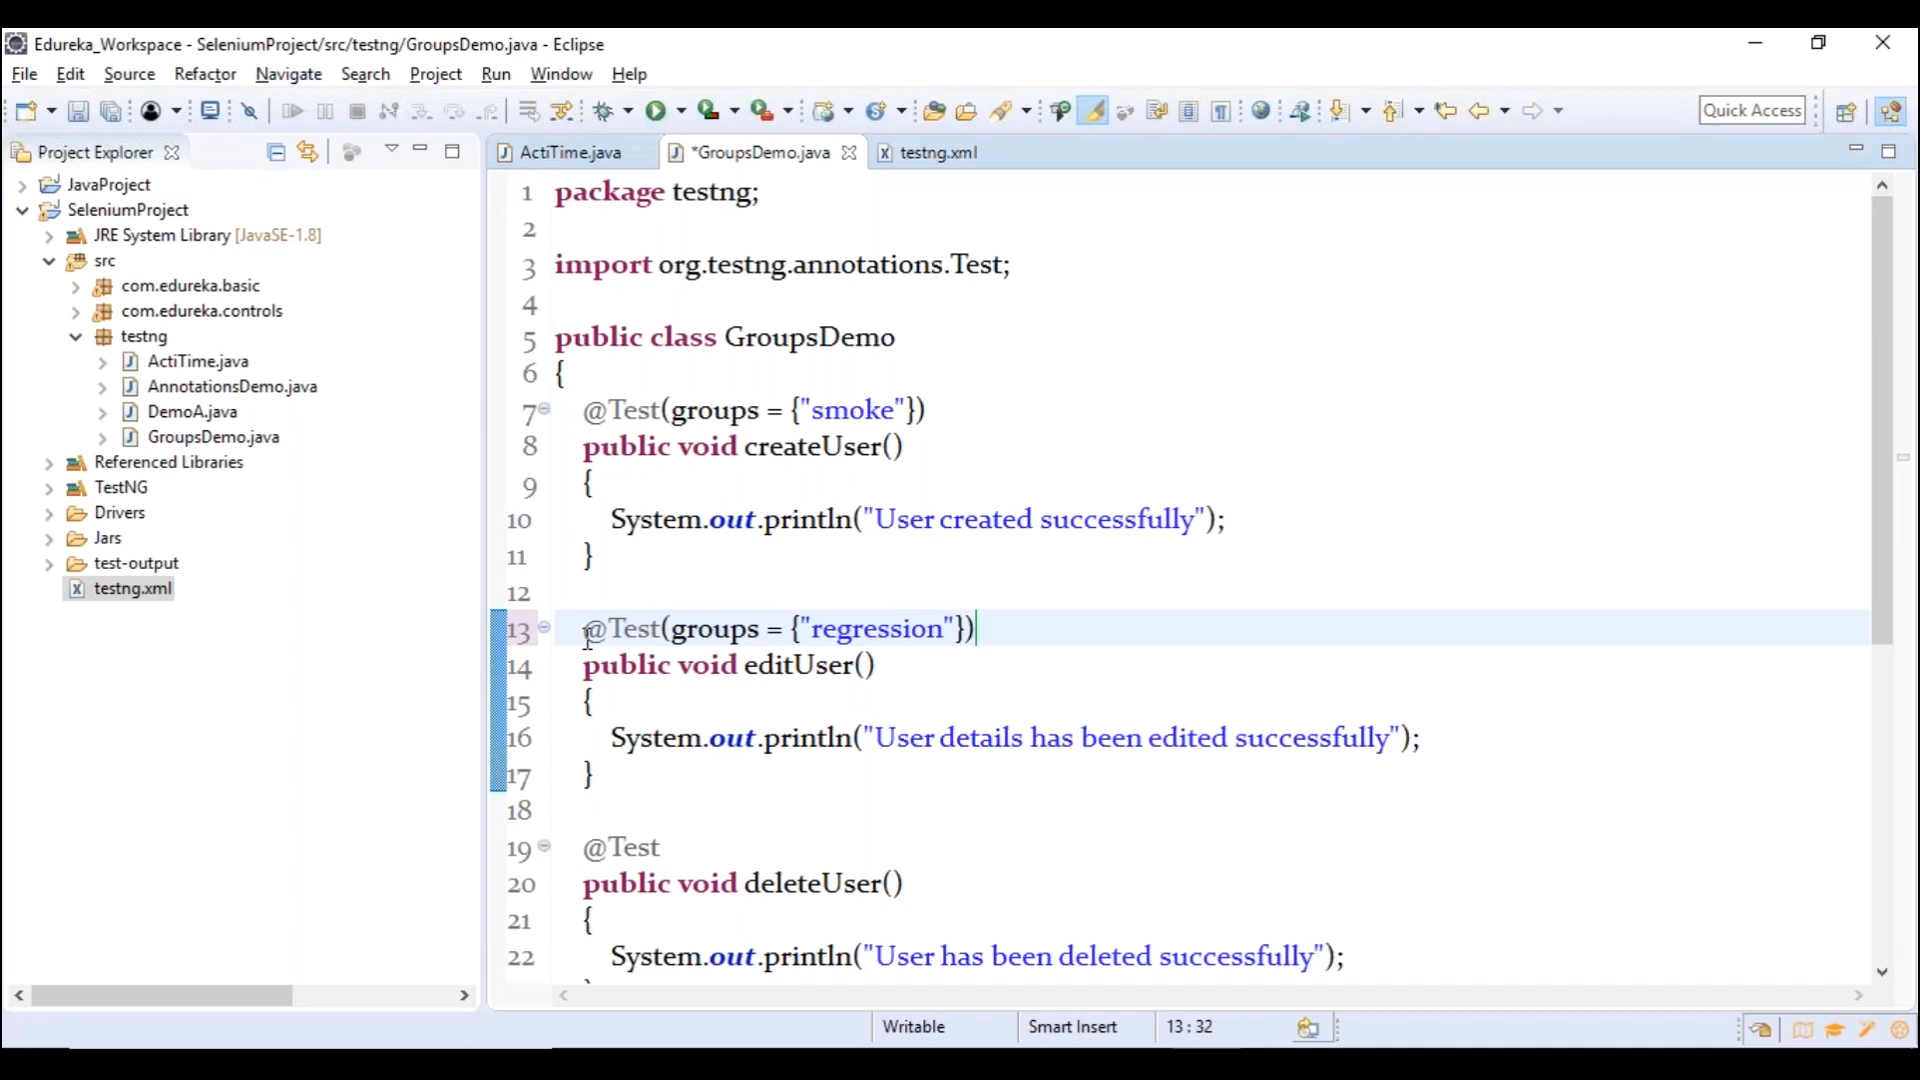 Edureka_Workspace - SeleniumProject/src/testng/GroupsDemo.java - Eclipse
File Edit Source Refactor Navigate Search Project Run Window Help
Quick Access
Project Explorer
ActiTime.java *GroupsDemo.java testng.xml
JavaProject
SeleniumProject
JRE System Library [JavaSE-1.8]
src
com.edureka.basic
com.edureka.controls
testng
ActiTime.java
AnnotationsDemo.java
DemoA.java
GroupsDemo.java
Referenced Libraries
TestNG
Drivers
Jars
test-output
testng.xml
1 package testng;
2
3 import org.testng.annotations.Test;
4
5 public class GroupsDemo
6 {
7 @Test(groups = {"smoke"})
8 public void createUser()
9 {
10 System.out.println("User created successfully");
11 }
12
13 @Test(groups = {"regression"})
14 public void editUser()
15 {
16 System.out.println("User details has been edited successfully");
17 }
18
19 @Test
20 public void deleteUser()
21 {
22 System.out.println("User has been deleted successfully");
Writable Smart Insert 13 : 32